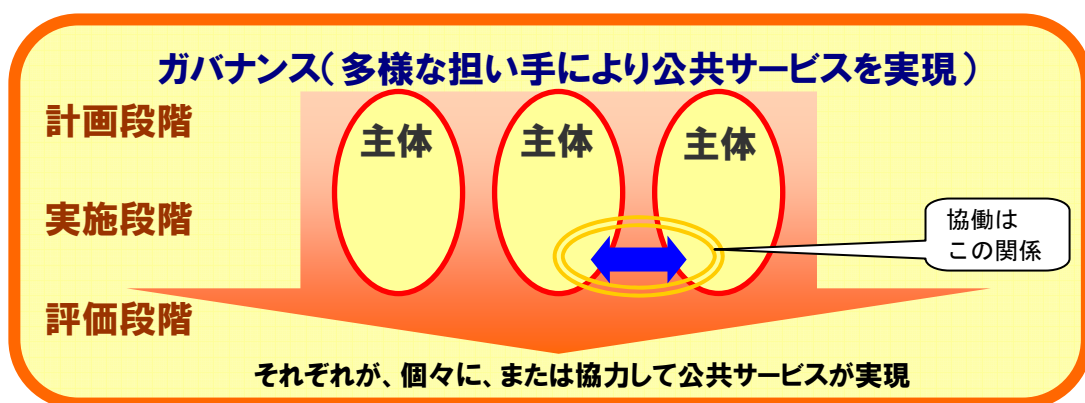 ガバナンス(多様な担い手により公共サービスを実現)
計画段階
主体 主体 主体
実施段階
協働は
この関係
評価段階
それぞれが、個々に、または協力して公共サービスが実現